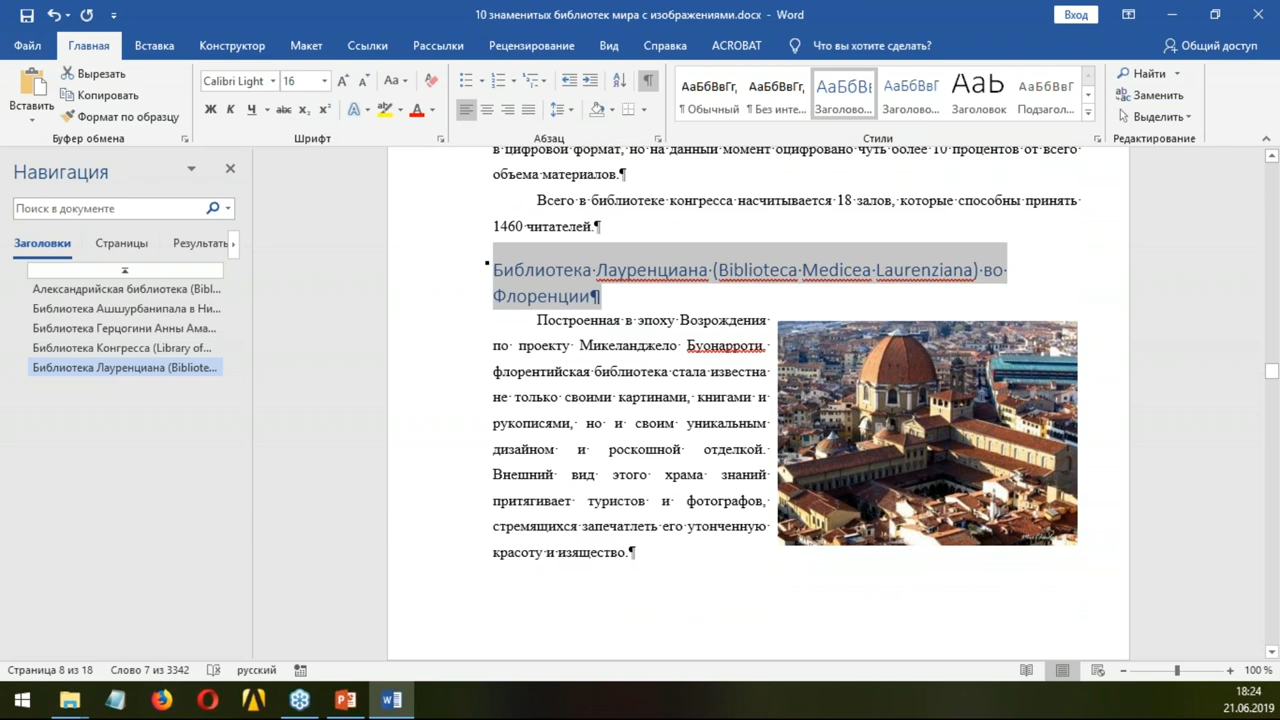 10 знаменитых библиотек мира с изображениями.docx - Word
Вход
Файл Главная Вставка Конструктор Макет Ссылки Рассылки Рецензирование Вид Справка ACROBAT Что вы хотите сделать? Общий доступ
Вставить
Вырезать
Копировать
Формат по образцу
Буфер обмена
Calibri Light 16 Aa
Ж К Ч abc x₂ x²
Шрифт
Абзац
АаБбВвГг, АаБбВвГг, АаБбВ АаБбВвГ АаЬ АаБбВвГ
¶ Обычный ¶ Без инте... Заголово... Заголово... Заголовок Подзагол...
Стили
Найти
Заменить
Выделить
Редактирование
Навигация
Поиск в документе
Заголовки Страницы Результать
Александрийская библиотека (Bibl...
Библиотека Ашшурбанипала в Ни...
Библиотека Герцогини Анны Ама...
Библиотека Конгресса (Library of...
Библиотека Лауренциана (Bibliote...
в цифровой формат, но на данный момент оцифровано чуть более 10 процентов от всего
объема материалов.¶
Всего в библиотеке конгресса насчитывается 18 залов, которые способны принять
1460 читателей.¶
Библиотека Лауренциана (Biblioteca Medicea Laurenziana) во
Флоренции¶
Построенная в эпоху Возрождения
по проекту Микеланджело Буонарроти,
флорентийская библиотека стала известна
не только своими картинами, книгами и
рукописями, но и своим уникальным
дизайном и роскошной отделкой.
Внешний вид этого храма знаний
притягивает туристов и фотографов,
стремящихся запечатлеть его утонченную
красоту и изящество.¶
Страница 8 из 18 Слово 7 из 3342 русский 100 %
18:24
21.06.2019